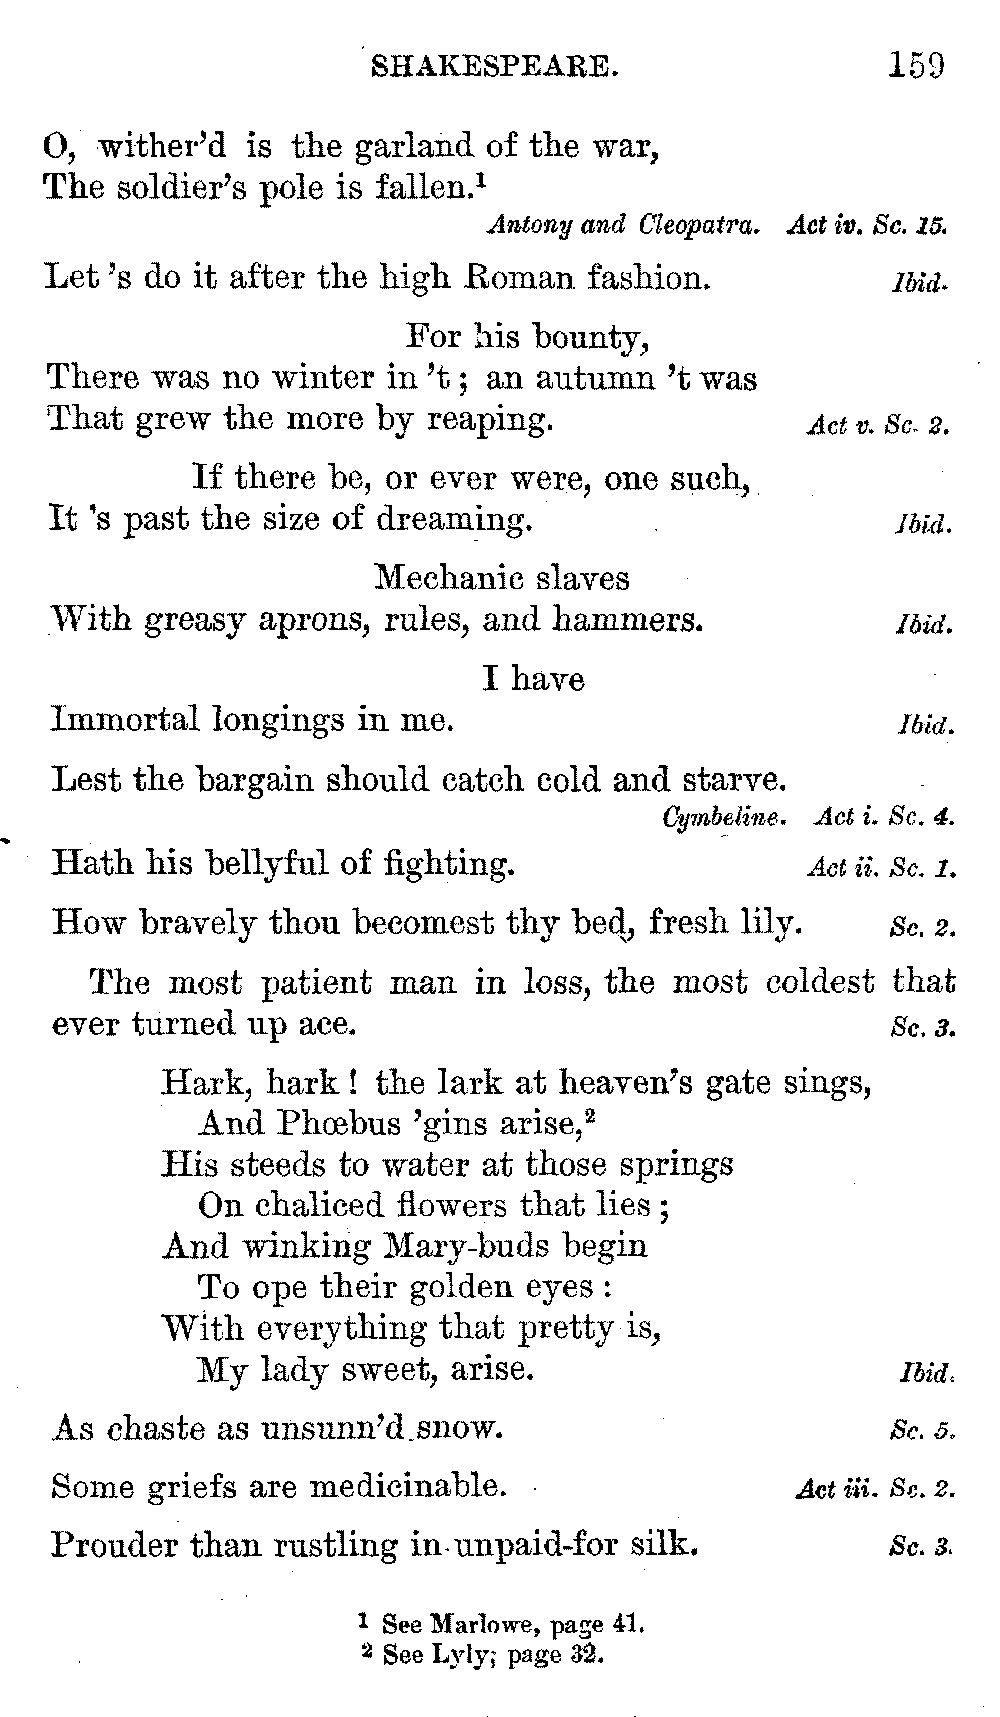 SHAKESPEARE. 159
O, wither'd is the garland of the war,
The soldier's pole is fallen.¹
Antony and Cleopatra. Act iv. Sc. 15.
Let 's do it after the high Roman fashion. Ibid.
For his bounty,
There was no winter in 't; an autumn 't was
That grew the more by reaping. Act v. Sc. 2.
If there be, or ever were, one such,
It 's past the size of dreaming. Ibid.
Mechanic slaves
With greasy aprons, rules, and hammers. Ibid.
I have
Immortal longings in me. Ibid.
Lest the bargain should catch cold and starve.
Cymbeline. Act i. Sc. 4.
Hath his bellyful of fighting. Act ii. Sc. 1.
How bravely thou becomest thy bed, fresh lily. Sc. 2.
The most patient man in loss, the most coldest that
ever turned up ace. Sc. 3.
Hark, hark! the lark at heaven's gate sings,
And Phœbus 'gins arise,²
His steeds to water at those springs
On chaliced flowers that lies;
And winking Mary-buds begin
To ope their golden eyes:
With everything that pretty is,
My lady sweet, arise. Ibid.
As chaste as unsunn'd snow. Sc. 5.
Some griefs are medicinable. Act iii. Sc. 2.
Prouder than rustling in unpaid-for silk. Sc. 3.
¹ See Marlowe, page 41.
² See Lyly, page 32.